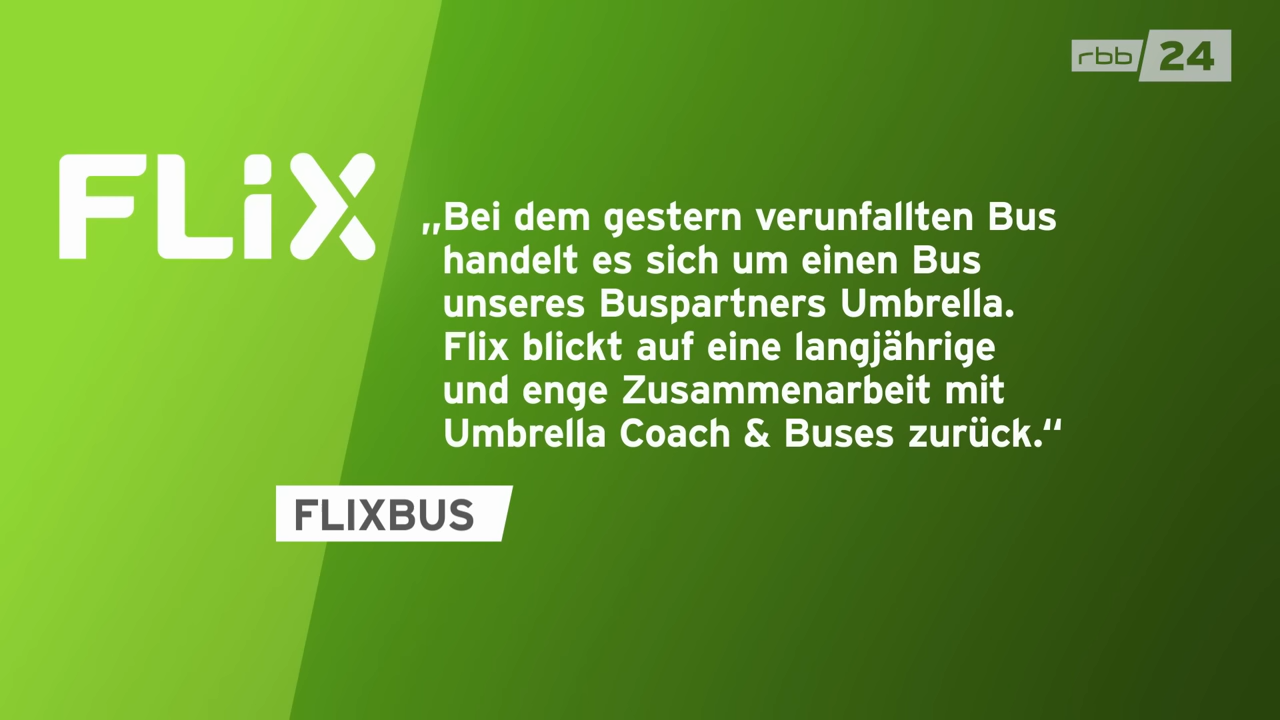 rbb 24
FLiX
„Bei dem gestern verunfallten Bus
handelt es sich um einen Bus
unseres Buspartners Umbrella.
Flix blickt auf eine langjährige
und enge Zusammenarbeit mit
Umbrella Coach & Buses zurück.“
FLIXBUS